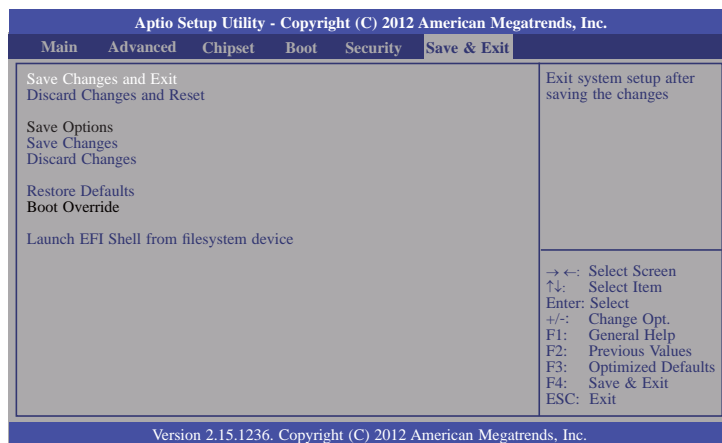 Aptio Setup Utility - Copyright (C) 2012 American Megatrends, Inc.
Main Advanced Chipset Boot Security Save & Exit
Save Changes and Exit
Discard Changes and Reset
Save Options
Save Changes
Discard Changes
Restore Defaults
Boot Override
Launch EFI Shell from filesystem device
Exit system setup after
saving the changes
→ ←: Select Screen
↑↓: Select Item
Enter: Select
+/-: Change Opt.
F1: General Help
F2: Previous Values
F3: Optimized Defaults
F4: Save & Exit
ESC: Exit
Version 2.15.1236. Copyright (C) 2012 American Megatrends, Inc.